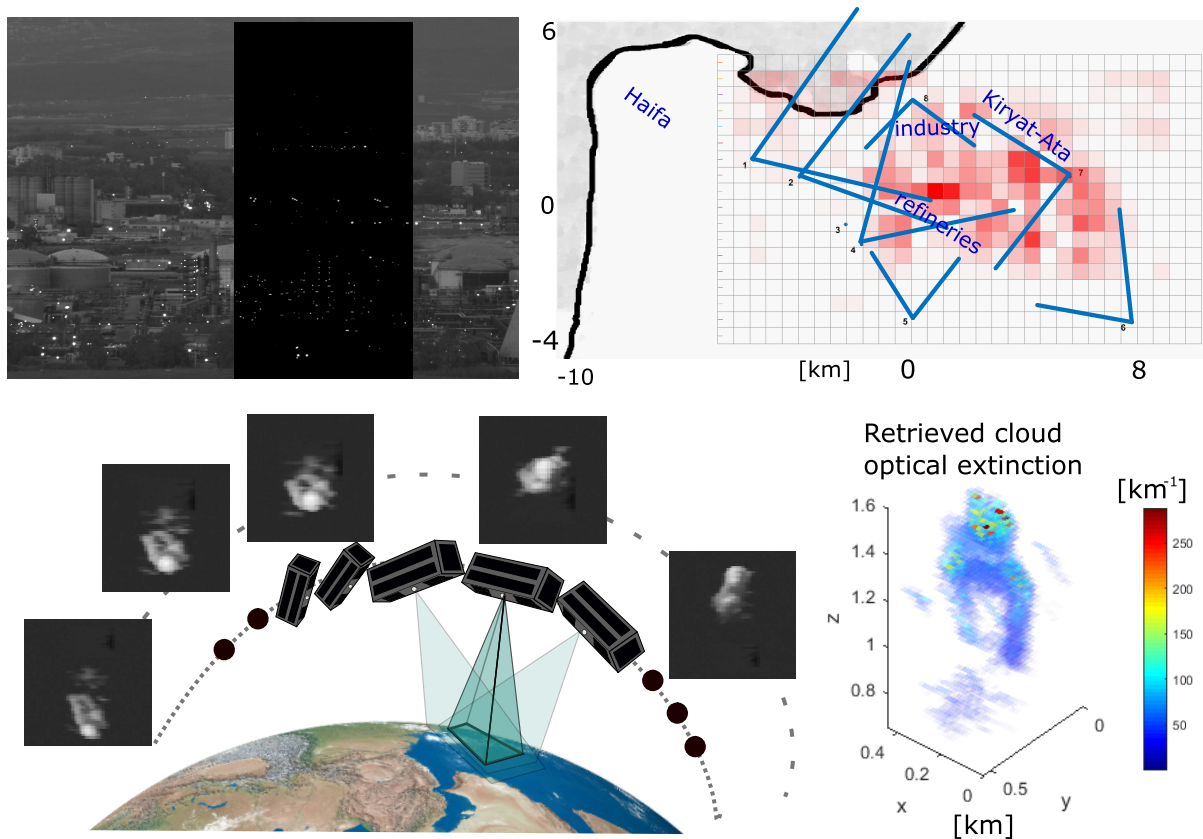 6
0
-4
-10
[km]
0
8
Haifa
industry
Kiryat-Ata
refineries
1
2
3
4
5
6
7
8
Retrieved cloud
optical extinction
[km⁻¹]
1.6
1.4
1.2
1
0.8
z
0.4
0.2
0
x
0.5
0
y
[km]
250
200
150
100
50